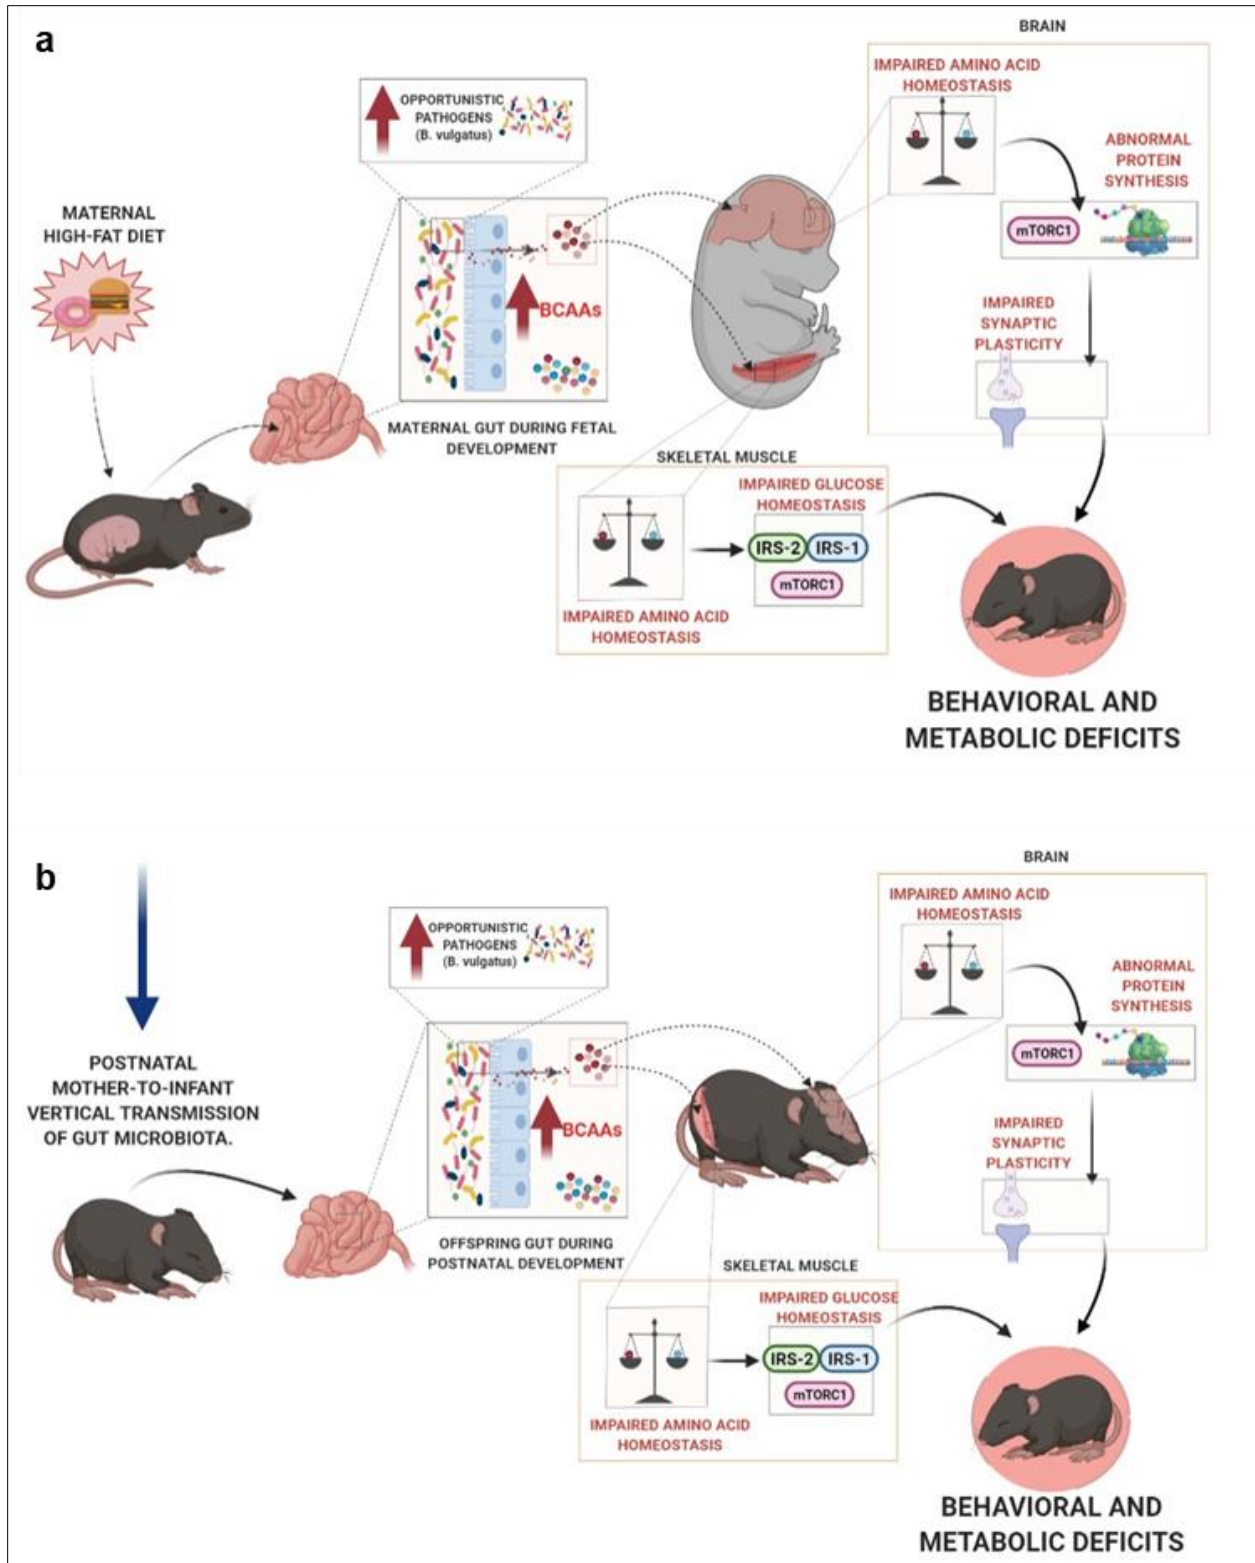 a
BRAIN
IMPAIRED AMINO ACID
HOMEOSTASIS
OPPORTUNISTIC
PATHOGENS
(B. vulgatus)
ABNORMAL
PROTEIN
SYNTHESIS
MATERNAL
HIGH-FAT DIET
mTORC1
BCAAs
IMPAIRED
SYNAPTIC
PLASTICITY
MATERNAL GUT DURING FETAL
DEVELOPMENT
SKELETAL MUSCLE
IMPAIRED GLUCOSE
HOMEOSTASIS
IRS-2 IRS-1
mTORC1
IMPAIRED AMINO ACID
HOMEOSTASIS
BEHAVIORAL AND
METABOLIC DEFICITS
b
BRAIN
IMPAIRED AMINO ACID
HOMEOSTASIS
OPPORTUNISTIC
PATHOGENS
(B. vulgatus)
ABNORMAL
PROTEIN
SYNTHESIS
POSTNATAL
MOTHER-TO-INFANT
VERTICAL TRANSMISSION
OF GUT MICROBIOTA.
mTORC1
BCAAs
IMPAIRED
SYNAPTIC
PLASTICITY
OFFSPRING GUT DURING
POSTNATAL DEVELOPMENT
SKELETAL MUSCLE
IMPAIRED GLUCOSE
HOMEOSTASIS
IRS-2 IRS-1
mTORC1
IMPAIRED AMINO ACID
HOMEOSTASIS
BEHAVIORAL AND
METABOLIC DEFICITS